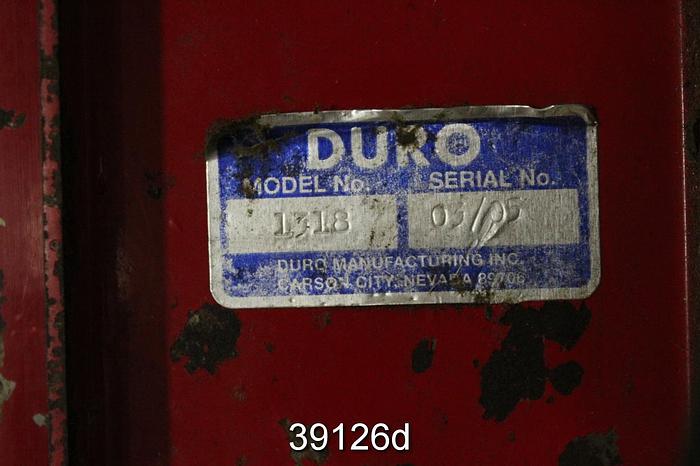 DURO
MODEL No. SERIAL No.
1318 03/05
DURO MANUFACTURING INC.
CARSON CITY, NEVADA 89706
39126d